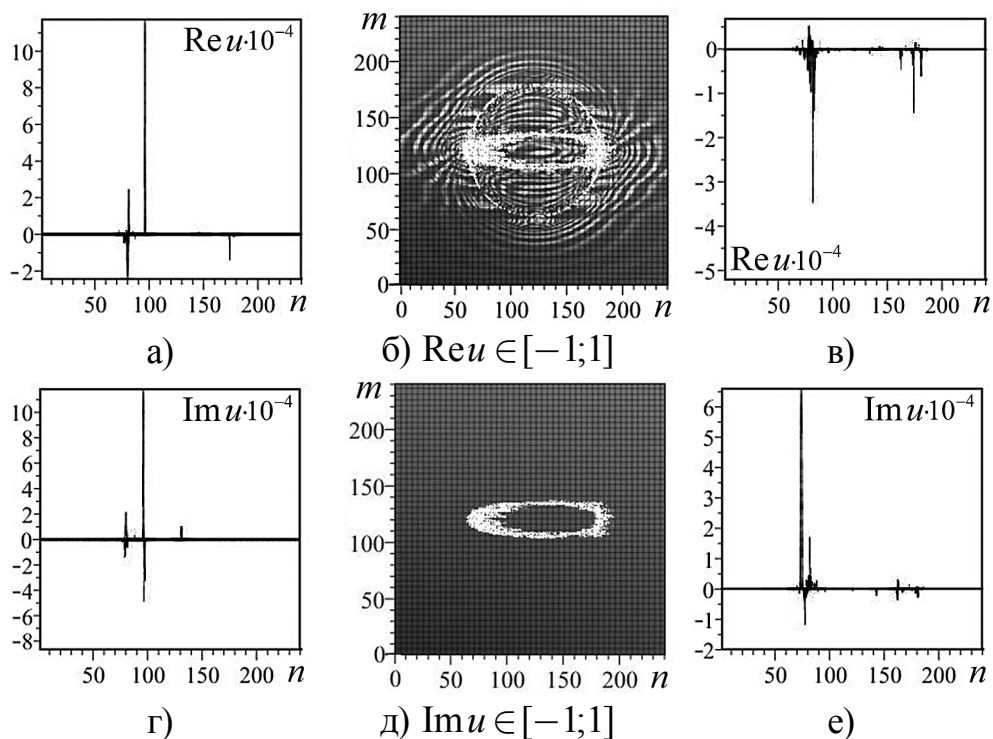 Re u·10⁻⁴
10
8
6
4
2
0
−2
50 100 150 200 n
а)
m
200
150
100
50
0
0 50 100 150 200 n
б) Re u ∈ [−1;1]
0
−1
−2
−3
−4
−5
Re u·10⁻⁴
50 100 150 200 n
в)
Im u·10⁻⁴
10
8
6
4
2
0
−2
−4
−6
−8
50 100 150 200 n
г)
m
200
150
100
50
0
0 50 100 150 200 n
д) Im u ∈ [−1;1]
Im u·10⁻⁴
6
5
4
3
2
1
0
−1
−2
50 100 150 200 n
е)